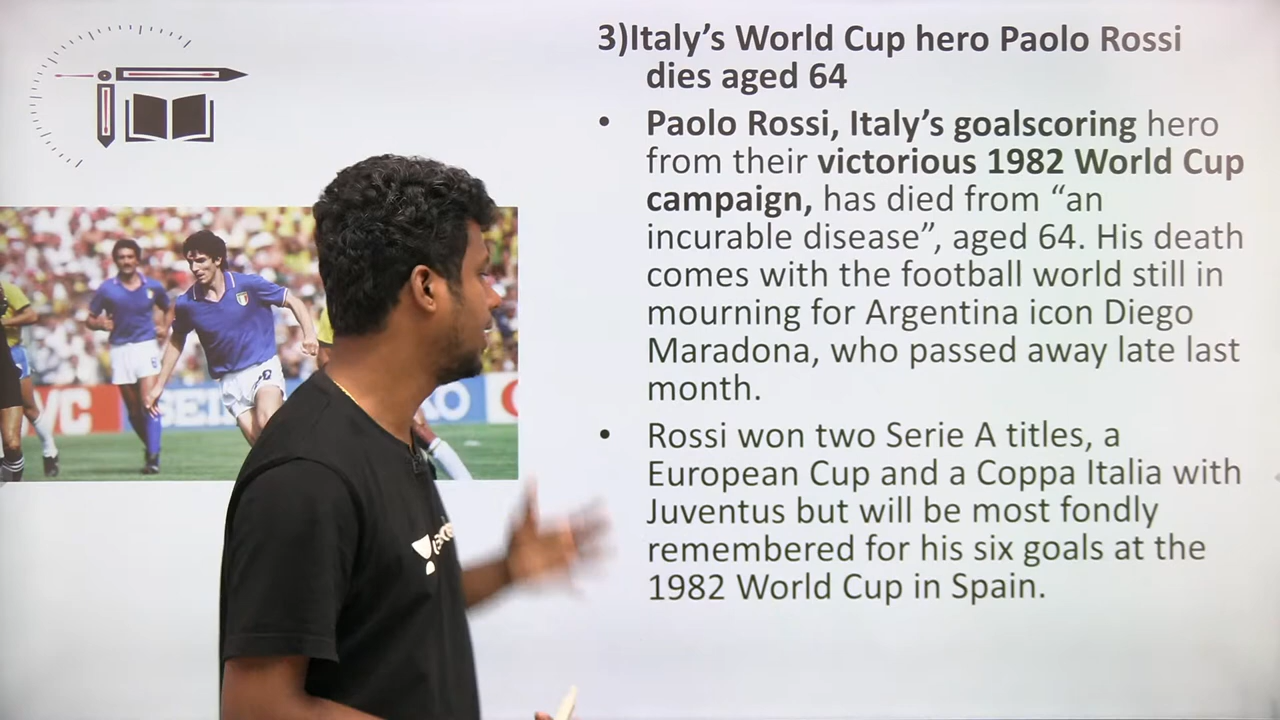 3)Italy’s World Cup hero Paolo Rossi
dies aged 64
• Paolo Rossi, Italy’s goalscoring hero
from their victorious 1982 World Cup
campaign, has died from “an
incurable disease”, aged 64. His death
comes with the football world still in
mourning for Argentina icon Diego
Maradona, who passed away late last
month.
• Rossi won two Serie A titles, a
European Cup and a Coppa Italia with
Juventus but will be most fondly
remembered for his six goals at the
1982 World Cup in Spain.